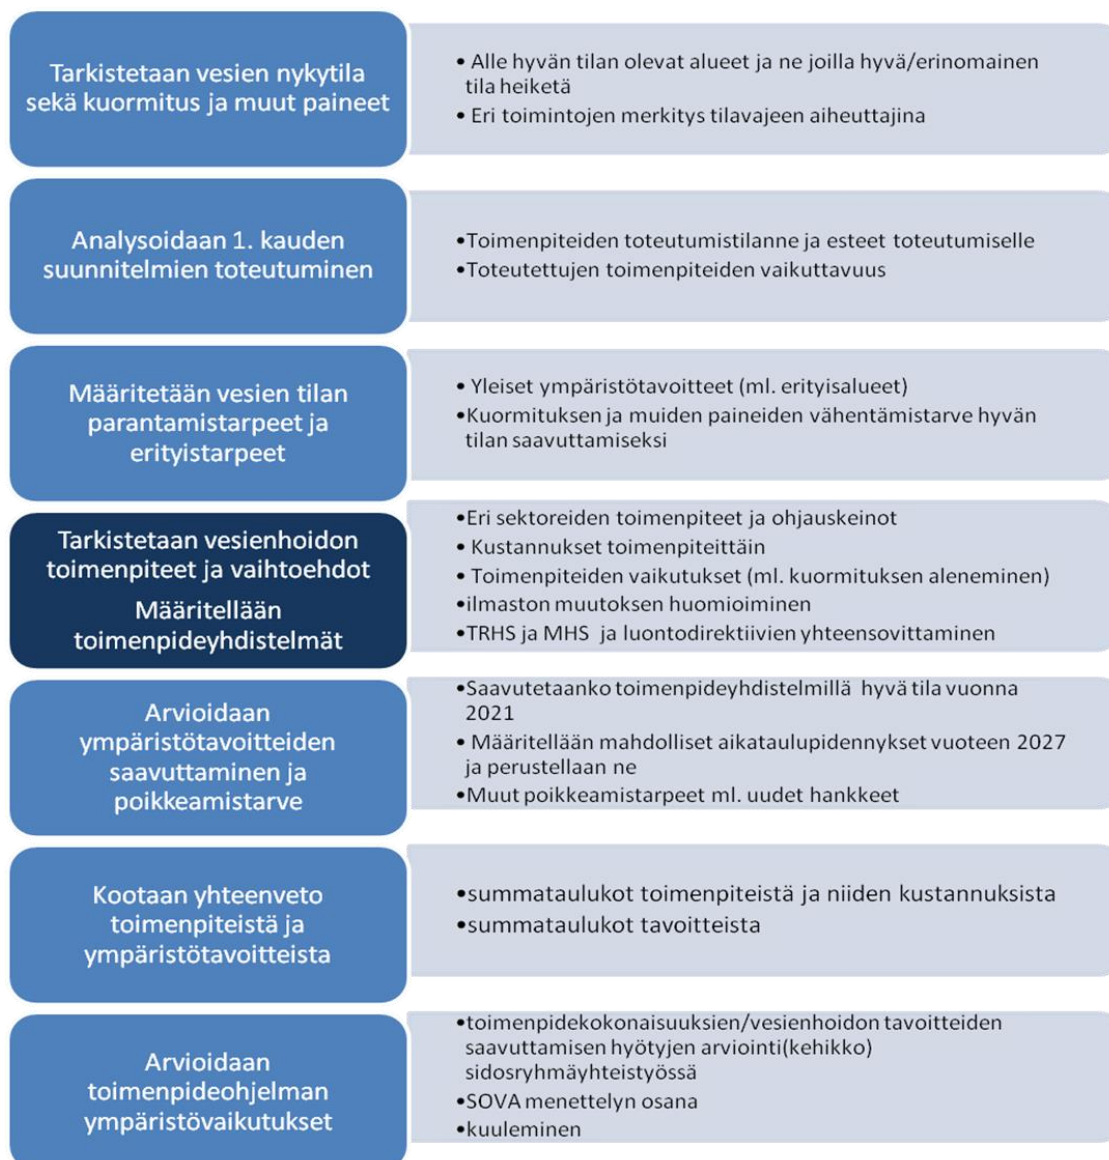 Tarkistetaan vesien nykytila
sekä kuormitus ja muut paineet
• Alle hyvän tilan olevat alueet ja ne joilla hyvä/erinomainen
tila heiketä
• Eri toimintojen merkitys tilavajeen aiheuttajina
Analysoidaan 1. kauden
suunnitelmien toteutuminen
•Toimenpiteiden toteutumistilanne ja esteet toteutumiselle
•Toteutettujen toimenpiteiden vaikuttavuus
Määritetään vesien tilan
parantamistarpeet ja
erityistarpeet
• Yleiset ympäristötavoitteet (ml. erityisalueet)
•Kuormituksen ja muiden paineiden vähentämistarve hyvän
tilan saavuttamiseksi
Tarkistetaan vesienhoidon
toimenpiteet ja vaihtoehdot
Määritellään
toimenpideyhdistelmät
•Eri sektoreiden toimenpiteet ja ohjauskeinot
• Kustannukset toimenpiteittäin
• Toimenpiteiden vaikutukset (ml. kuormituksen aleneminen)
•ilmaston muutoksen huomioiminen
•TRHS ja MHS ja luontodirektiivien yhteensovittaminen
Arvioidaan
ympäristötavoitteiden
saavuttaminen ja
poikkeamistarve
•Saavutetaanko toimenpideyhdistelmillä hyvä tila vuonna
2021
• Määritellään mahdolliset aikataulupidennykset vuoteen 2027
ja perustellaan ne
•Muut poikkeamistarpeet ml. uudet hankkeet
Kootaan yhteenveto
toimenpiteistä ja
ympäristötavoitteista
•summataulukot toimenpiteistä ja niiden kustannuksista
•summataulukot tavoitteista
Arvioidaan
toimenpideohjelman
ympäristövaikutukset
•toimenpidekokonaisuuksien/vesienhoidon tavoitteiden
saavuttamisen hyötyjen arviointi(kehikko)
sidosryhmäyhteistyössä
•SOVA menettelyn osana
•kuuleminen